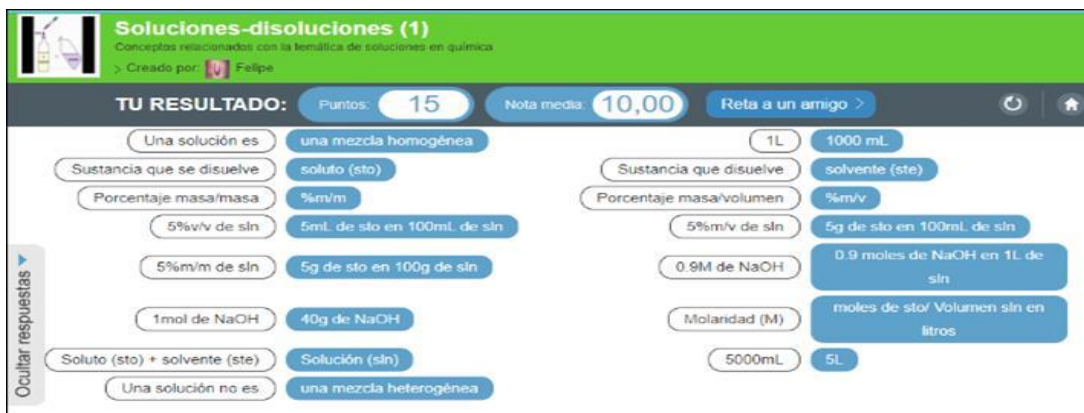 Soluciones-disoluciones (1)
Conceptos relacionados con la temática de soluciones en química
> Creado por: Felipe
TU RESULTADO: Puntos: 15 Nota media: 10,00 Reta a un amigo >
Una solución es una mezcla homogénea 1L 1000 mL
Sustancia que se disuelve soluto (sto) Sustancia que disuelve solvente (ste)
Porcentaje masa/masa %m/m Porcentaje masa/volumen %m/v
5%v/v de sln 5mL de sto en 100mL de sln 5%m/v de sln 5g de sto en 100mL de sln
5%m/m de sln 5g de sto en 100g de sln 0.9M de NaOH 0.9 moles de NaOH en 1L de
sln
1mol de NaOH 40g de NaOH Molaridad (M) moles de sto/ Volumen sln en
litros
Soluto (sto) + solvente (ste) Solución (sln) 5000mL 5L
Una solución no es una mezcla heterogénea
Ocultar respuestas